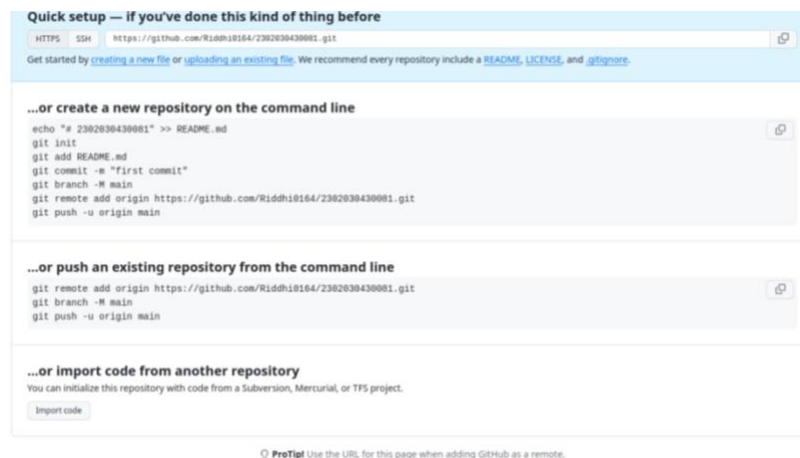 Quick setup — if you've done this kind of thing before
HTTPS SSH https://github.com/Riddhi0164/2302030430081.git
Get started by creating a new file or uploading an existing file. We recommend every repository include a README, LICENSE, and .gitignore.
...or create a new repository on the command line
echo "# 2302030430081" >> README.md
git init
git add README.md
git commit -m "first commit"
git branch -M main
git remote add origin https://github.com/Riddhi0164/2302030430081.git
git push -u origin main
...or push an existing repository from the command line
git remote add origin https://github.com/Riddhi0164/2302030430081.git
git branch -M main
git push -u origin main
...or import code from another repository
You can initialize this repository with code from a Subversion, Mercurial, or TFS project.
Import code
ProTip! Use the URL for this page when adding GitHub as a remote.